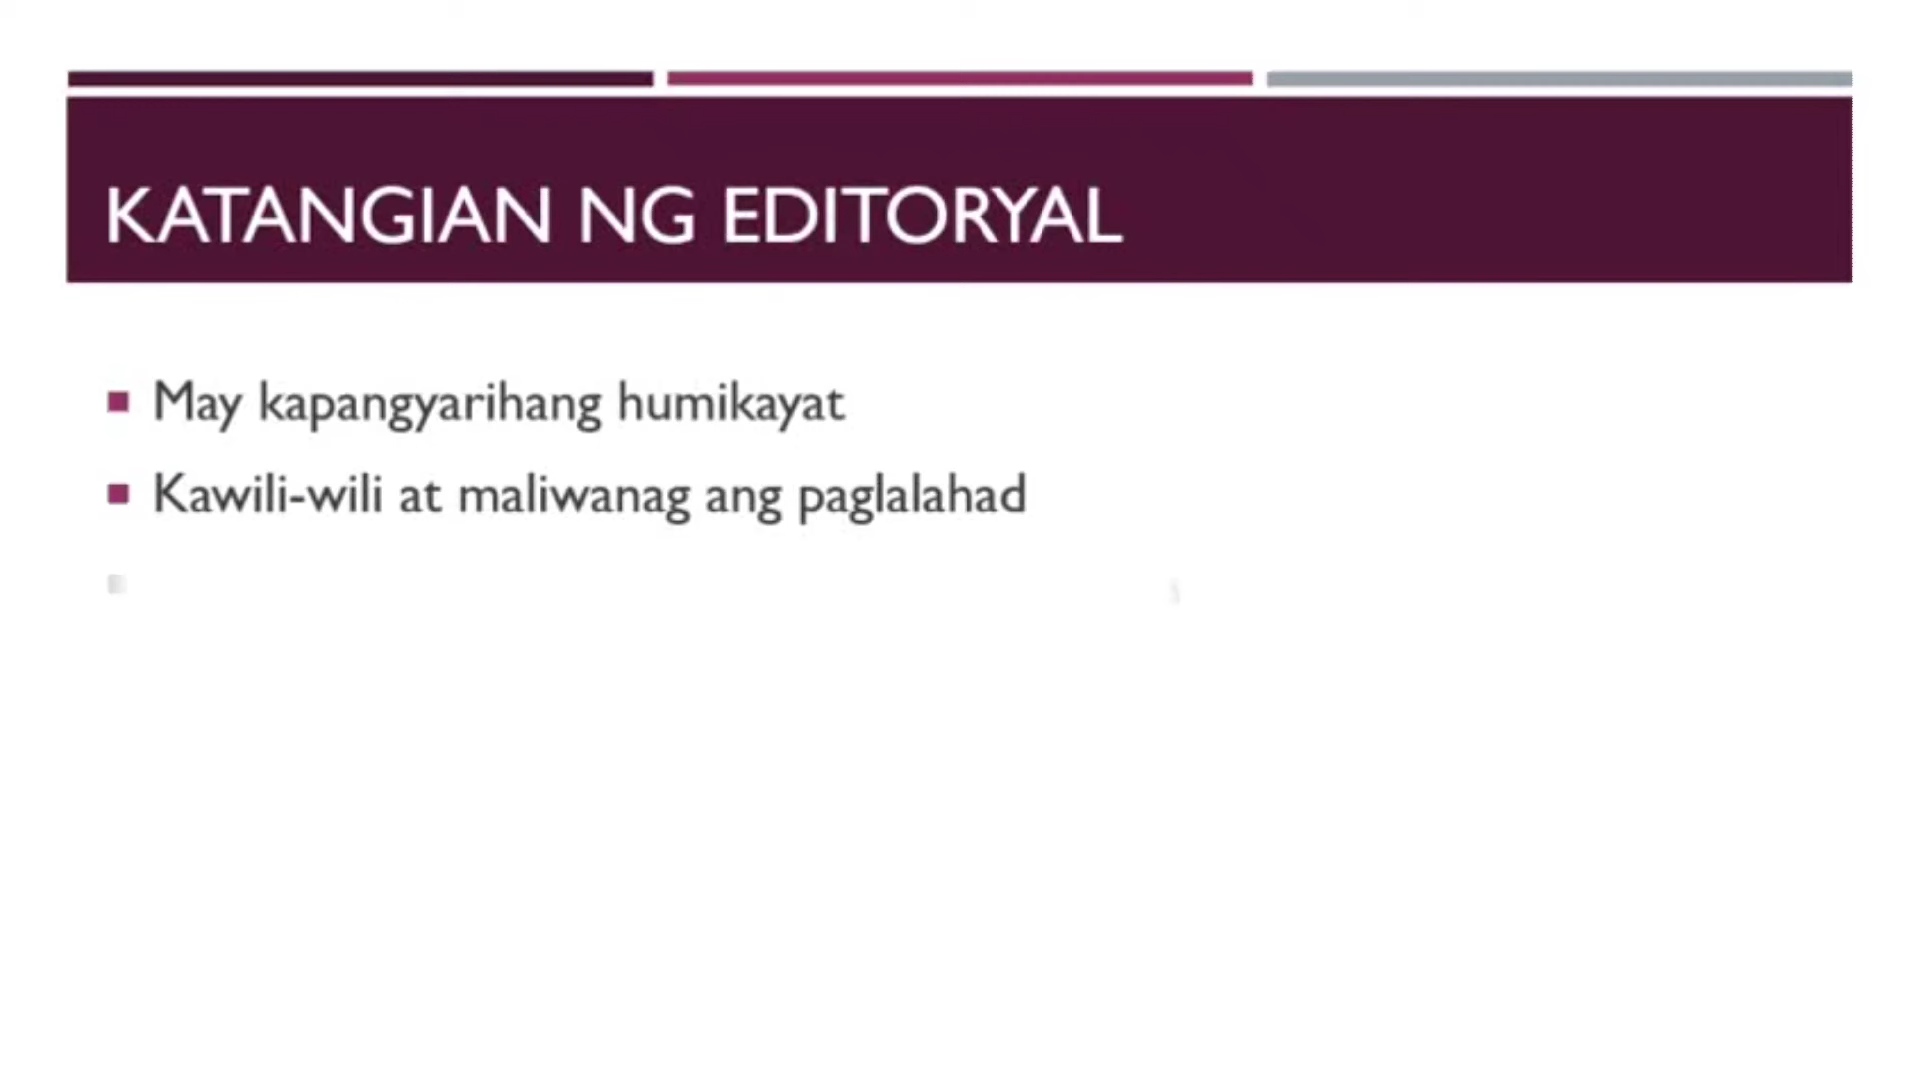 KATANGIAN NG EDITORYAL
May kapangyarihang humikayat
Kawili-wili at maliwanag ang paglalahad